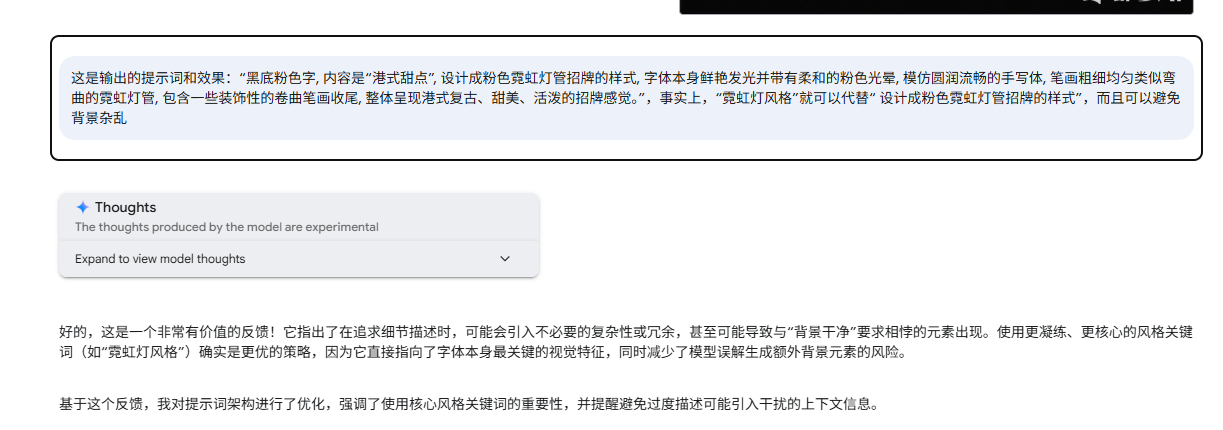 这是输出的提示词和效果：“黑底粉色字, 内容是“港式甜点”, 设计成粉色霓虹灯管招牌的样式, 字体本身鲜艳发光并带有柔和的粉色光晕, 模仿圆润流畅的手写体, 笔画粗细均匀类似弯
曲的霓虹灯管, 包含一些装饰性的卷曲笔画收尾, 整体呈现港式复古、甜美、活泼的招牌感觉。”，事实上，“霓虹灯风格”就可以代替“ 设计成粉色霓虹灯管招牌的样式”，而且可以避免
背景杂乱
Thoughts
The thoughts produced by the model are experimental
Expand to view model thoughts
好的，这是一个非常有价值的反馈！它指出了在追求细节描述时，可能会引入不必要的复杂性或冗余，甚至可能导致与“背景干净”要求相悖的元素出现。使用更凝练、更核心的风格关键
词（如“霓虹灯风格”）确实是更优的策略，因为它直接指向了字体本身最关键的视觉特征，同时减少了模型误解生成额外背景元素的风险。
基于这个反馈，我对提示词架构进行了优化，强调了使用核心风格关键词的重要性，并提醒避免过度描述可能引入干扰的上下文信息。